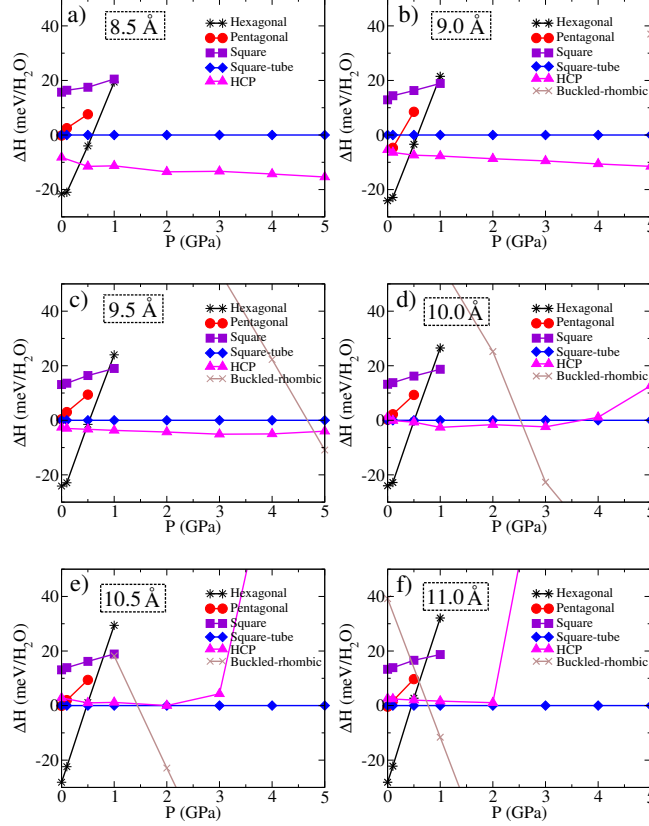 a)
8.5 Å
Hexagonal
Pentagonal
Square
Square-tube
HCP
40
20
0
-20
ΔH (meV/H2O)
0 1 2 3 4 5
P (GPa)
b)
9.0 Å
Hexagonal
Pentagonal
Square
Square-tube
HCP
Buckled-rhombic
40
20
0
-20
ΔH (meV/H2O)
0 1 2 3 4 5
P (GPa)
c)
9.5 Å
Hexagonal
Pentagonal
Square
Square-tube
HCP
Buckled-rhombic
40
20
0
-20
ΔH (meV/H2O)
0 1 2 3 4 5
P (GPa)
d)
10.0 Å
Hexagonal
Pentagonal
Square
Square-tube
HCP
Buckled-rhombic
40
20
0
-20
ΔH (meV/H2O)
0 1 2 3 4 5
P (GPa)
e)
10.5 Å
Hexagonal
Pentagonal
Square
Square-tube
HCP
Buckled-rhombic
40
20
0
-20
ΔH (meV/H2O)
0 1 2 3 4 5
P (GPa)
f)
11.0 Å
Hexagonal
Pentagonal
Square
Square-tube
HCP
Buckled-rhombic
40
20
0
-20
ΔH (meV/H2O)
0 1 2 3 4 5
P (GPa)